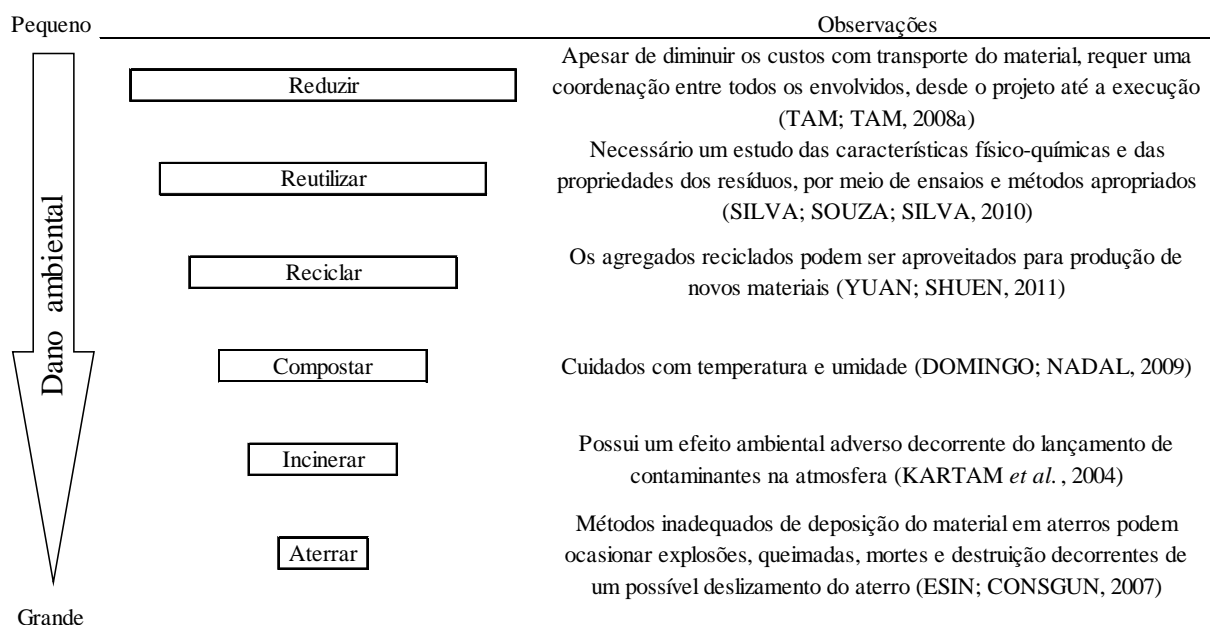 Pequeno
Observações
Dano ambiental
Reduzir
Apesar de diminuir os custos com transporte do material, requer uma
coordenação entre todos os envolvidos, desde o projeto até a execução
(TAM; TAM, 2008a)
Reutilizar
Necessário um estudo das características físico-químicas e das
propriedades dos resíduos, por meio de ensaios e métodos apropriados
(SILVA; SOUZA; SILVA, 2010)
Reciclar
Os agregados reciclados podem ser aproveitados para produção de
novos materiais (YUAN; SHUEN, 2011)
Compostar
Cuidados com temperatura e umidade (DOMINGO; NADAL, 2009)
Incinerar
Possui um efeito ambiental adverso decorrente do lançamento de
contaminantes na atmosfera (KARTAM et al. , 2004)
Aterrar
Métodos inadequados de deposição do material em aterros podem
ocasionar explosões, queimadas, mortes e destruição decorrentes de
um possível deslizamento do aterro (ESIN; CONSGUN, 2007)
Grande